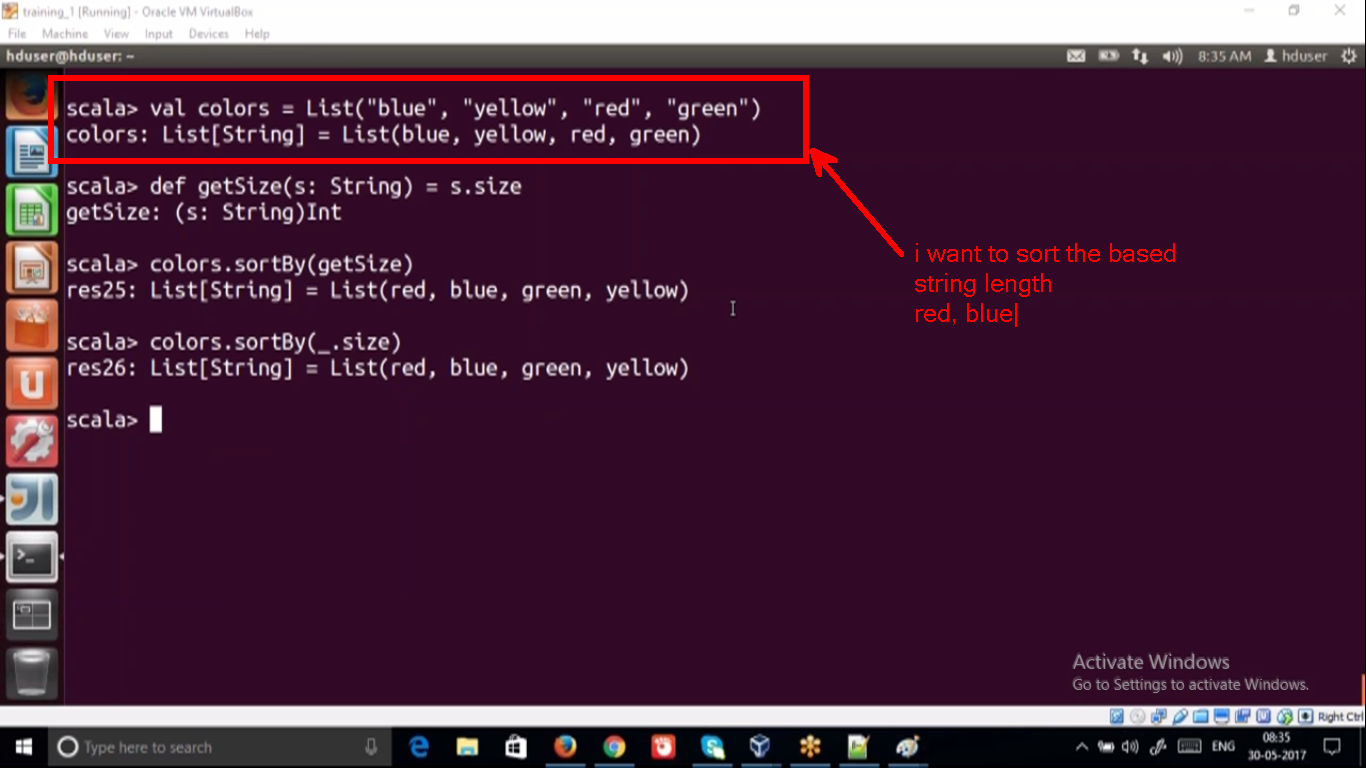 training_1 [Running] - Oracle VM VirtualBox
File Machine View Input Devices Help
hduser@hduser: ~
8:35 AM hduser
scala> val colors = List("blue", "yellow", "red", "green")
colors: List[String] = List(blue, yellow, red, green)
scala> def getSize(s: String) = s.size
getSize: (s: String)Int
scala> colors.sortBy(getSize)
res25: List[String] = List(red, blue, green, yellow)
scala> colors.sortBy(_.size)
res26: List[String] = List(red, blue, green, yellow)
scala>
i want to sort the based
string length
red, blue
Activate Windows
Go to Settings to activate Windows.
Right Ctrl
Type here to search
ENG
08:35
30-05-2017